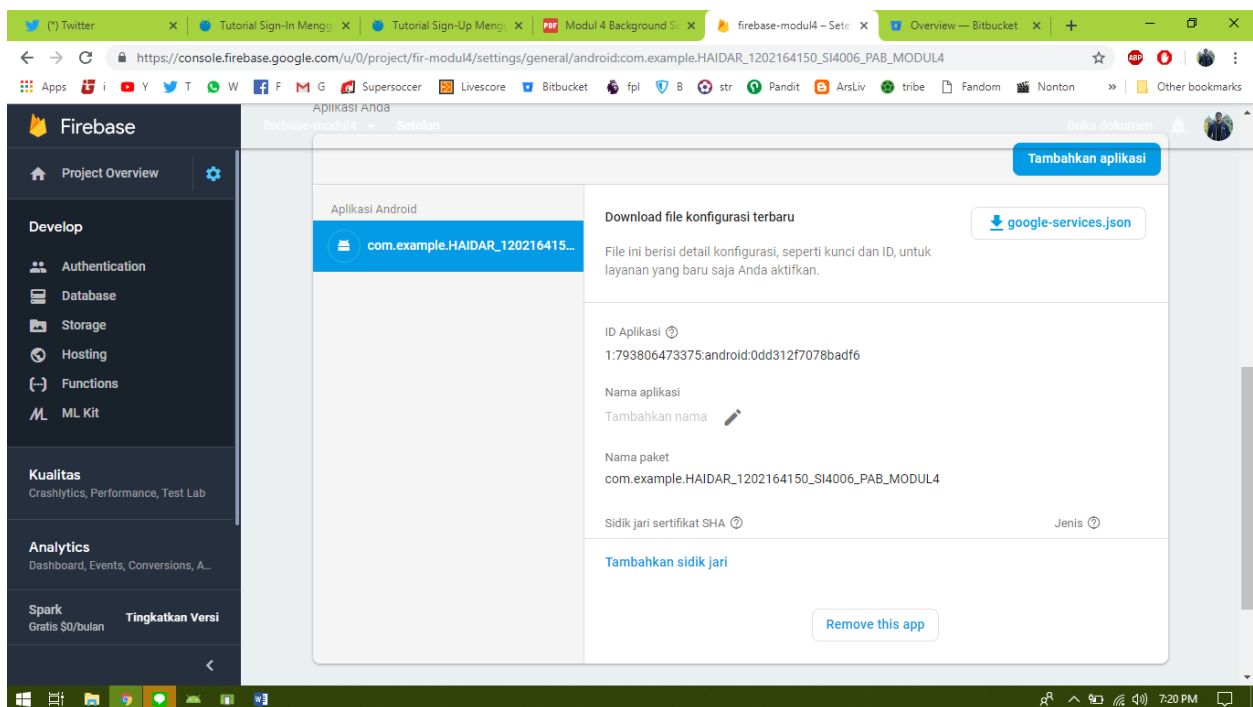 (*) Twitter
Tutorial Sign-In Mengg
Tutorial Sign-Up Meng
PDF
Modul 4 Background Se
firebase-modul4 – Setel
Overview — Bitbucket
https://console.firebase.google.com/u/0/project/fir-modul4/settings/general/android:com.example.HAIDAR_1202164150_SI4006_PAB_MODUL4
ABP
Apps
i
Y
T
W
F
G
Supersoccer
Livescore
Bitbucket
fpl
B
str
Pandit
ArsLiv
tribe
Fandom
Nonton
»
Other bookmarks
Firebase
Aplikasi Anda
firebase-modul4
Setelan
Buka dokumen
Project Overview
Tambahkan aplikasi
Develop
Authentication
Database
Storage
Hosting
Functions
ML Kit
Kualitas
Crashlytics, Performance, Test Lab
Analytics
Dashboard, Events, Conversions, A...
Spark
Gratis $0/bulan
Tingkatkan Versi
Aplikasi Android
com.example.HAIDAR_120216415...
Download file konfigurasi terbaru
google-services.json
File ini berisi detail konfigurasi, seperti kunci dan ID, untuk
layanan yang baru saja Anda aktifkan.
ID Aplikasi
1:793806473375:android:0dd312f7078badf6
Nama aplikasi
Tambahkan nama
Nama paket
com.example.HAIDAR_1202164150_SI4006_PAB_MODUL4
Sidik jari sertifikat SHA
Jenis
Tambahkan sidik jari
Remove this app
7:20 PM